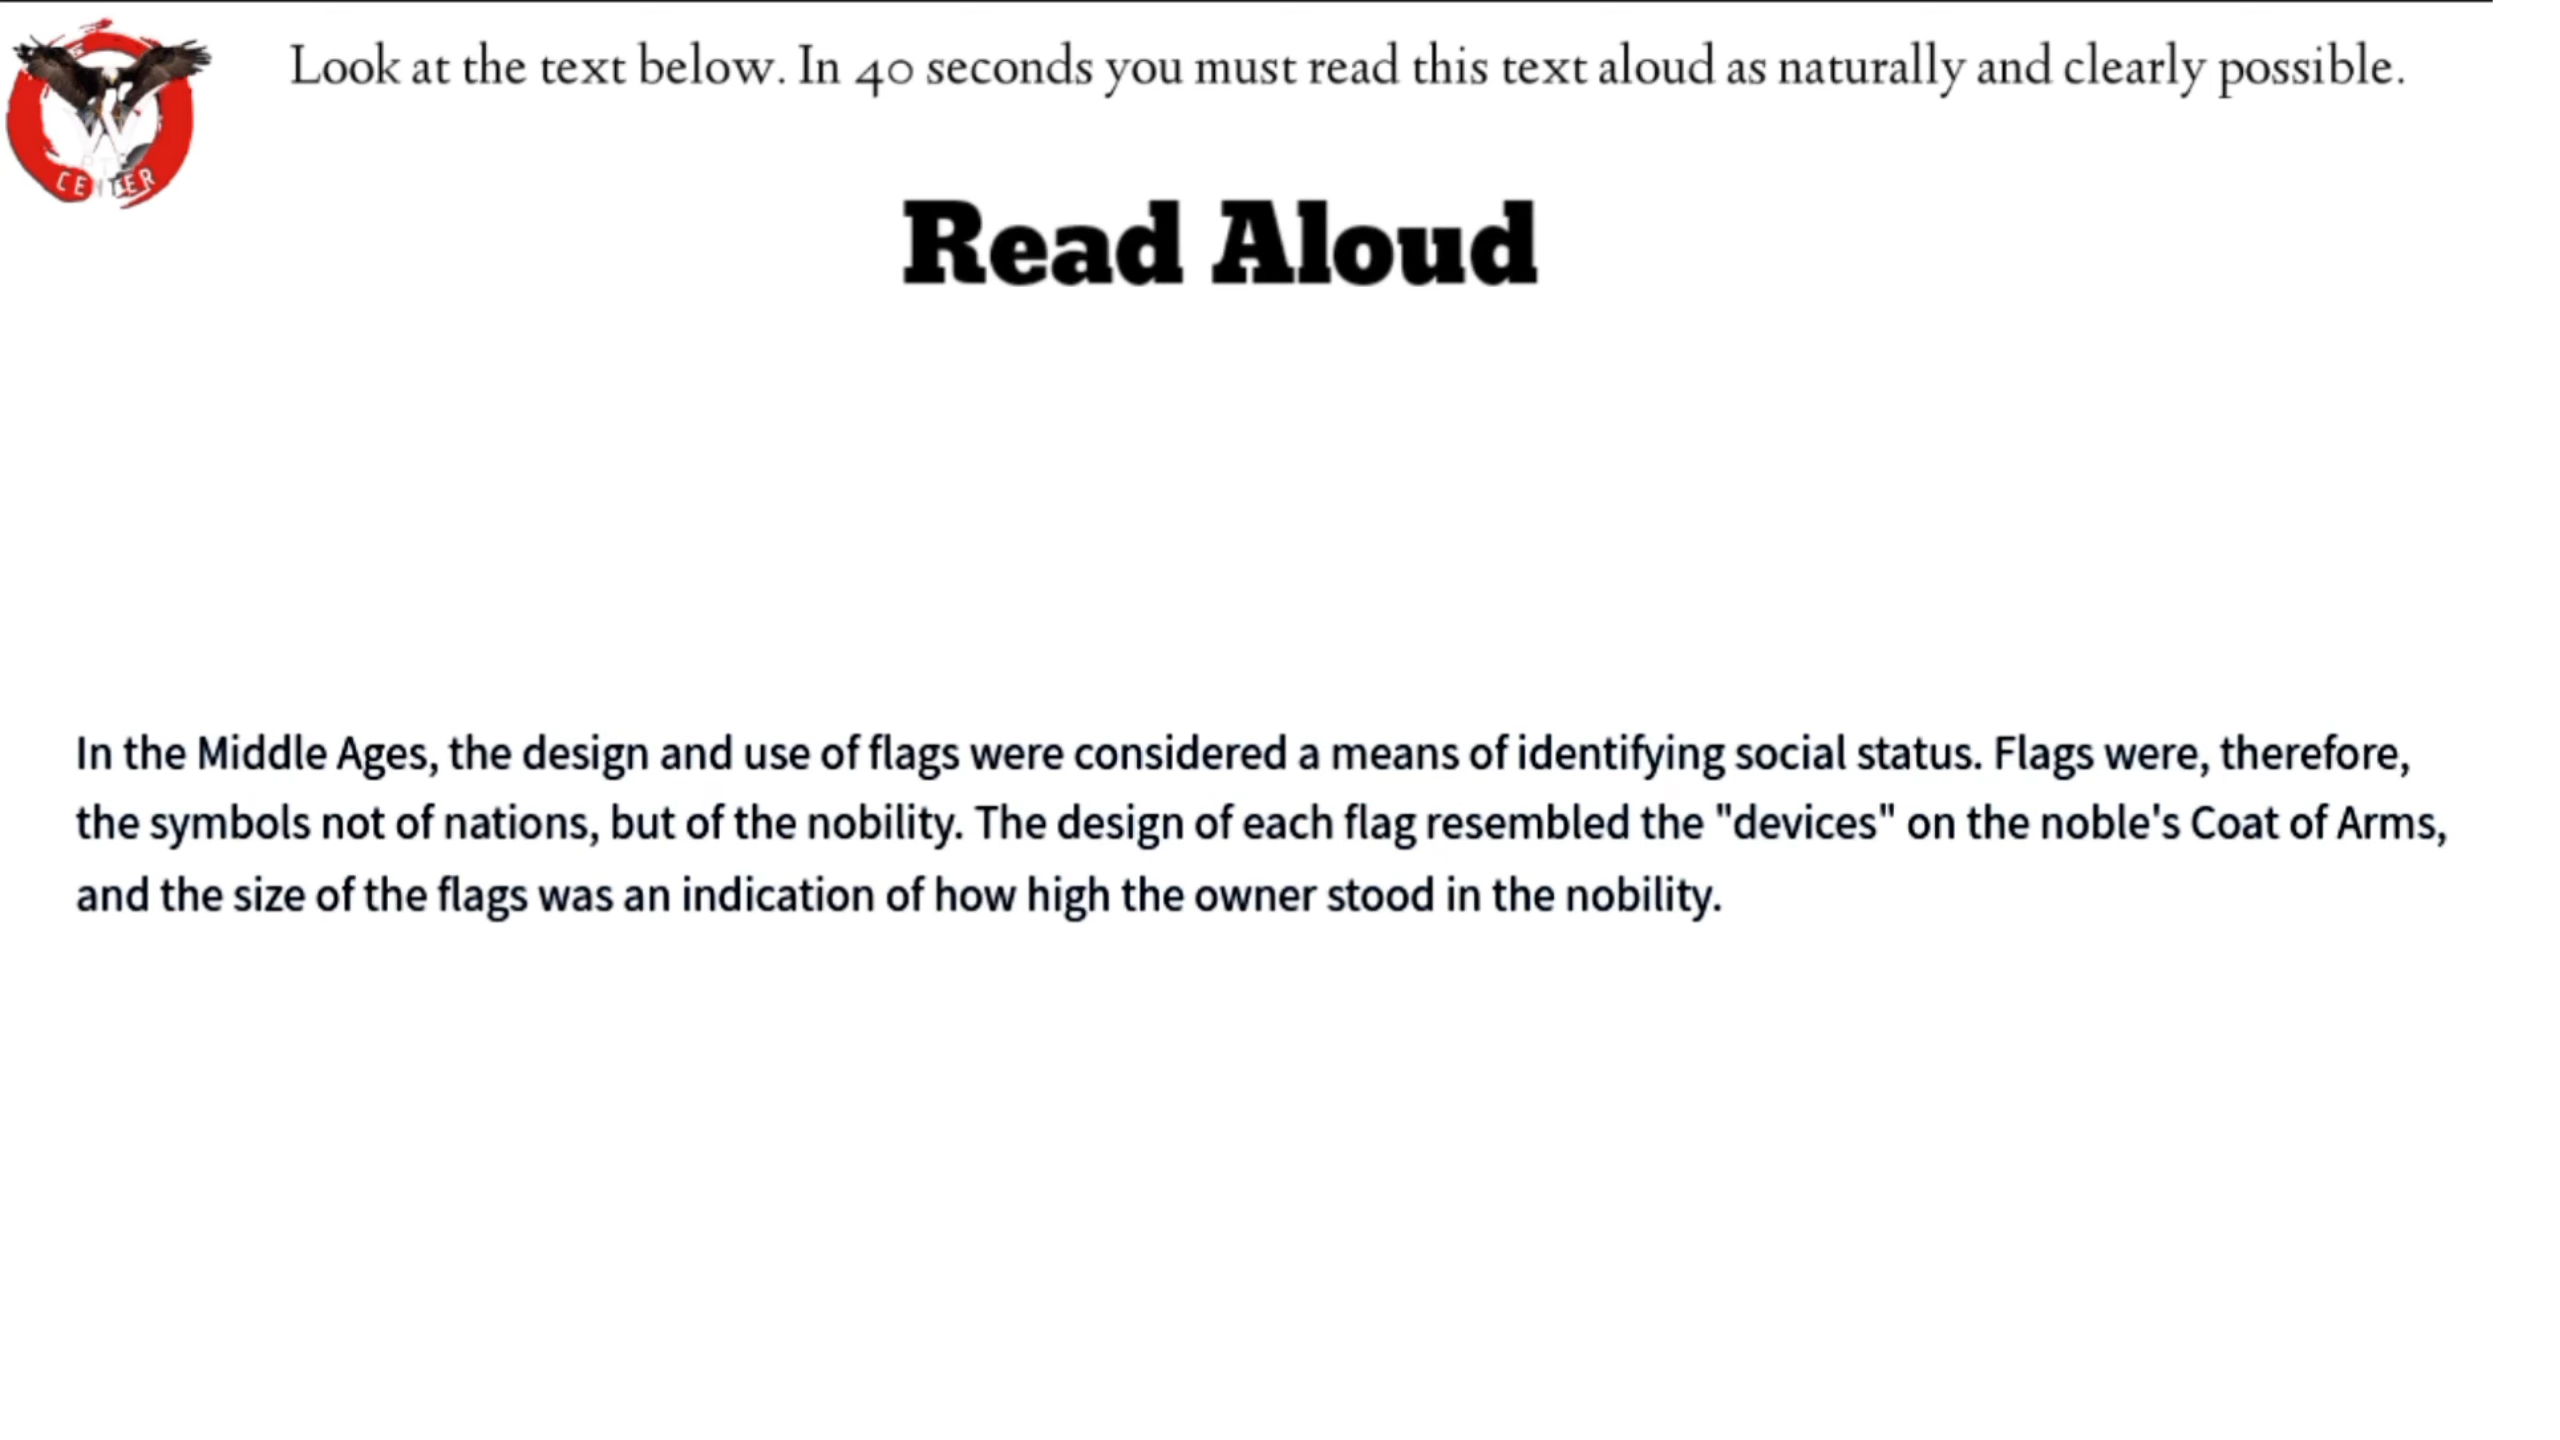 Look at the text below. In 40 seconds you must read this text aloud as naturally and clearly possible.
PTE
CENTER
Read Aloud
In the Middle Ages, the design and use of flags were considered a means of identifying social status. Flags were, therefore,
the symbols not of nations, but of the nobility. The design of each flag resembled the "devices" on the noble's Coat of Arms,
and the size of the flags was an indication of how high the owner stood in the nobility.